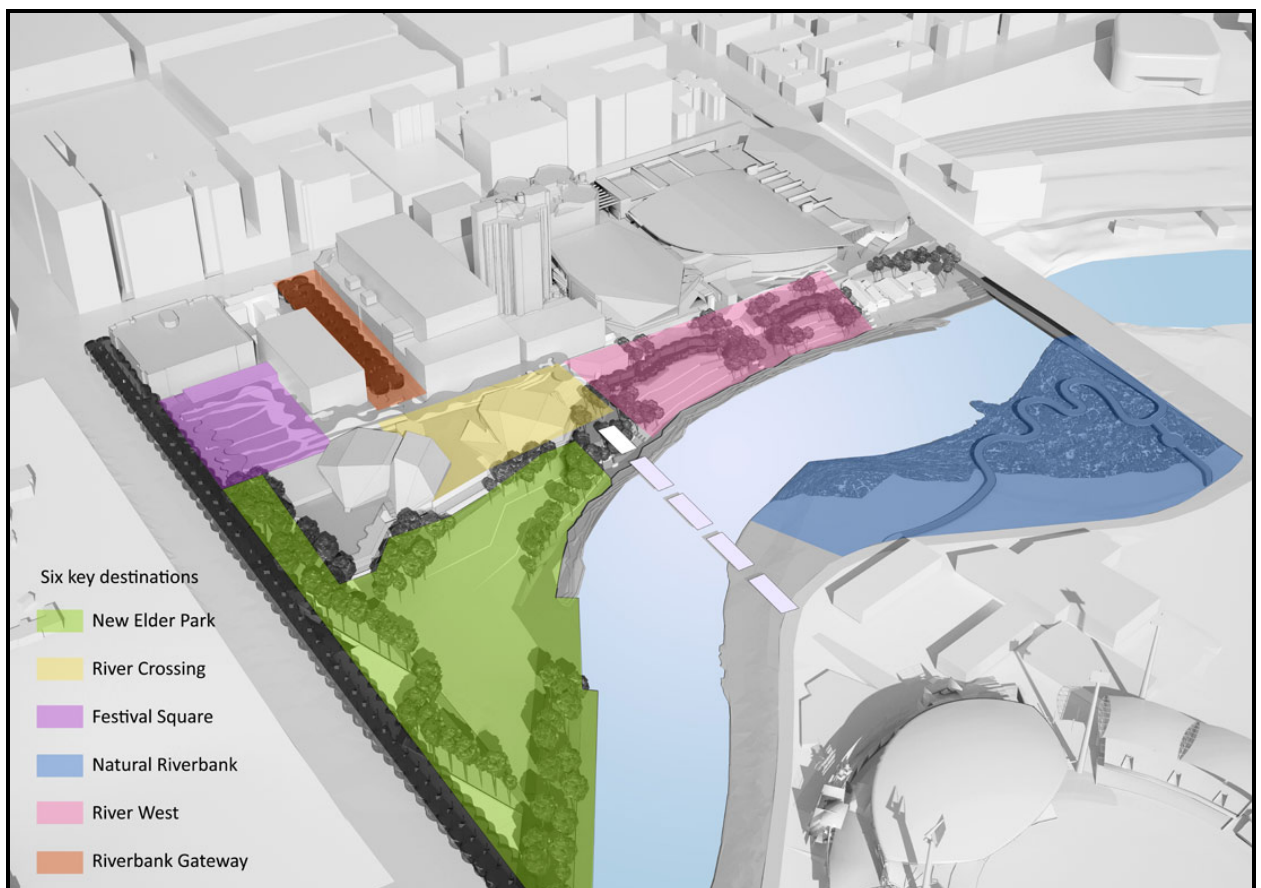 Six key destinations
New Elder Park
River Crossing
Festival Square
Natural Riverbank
River West
Riverbank Gateway